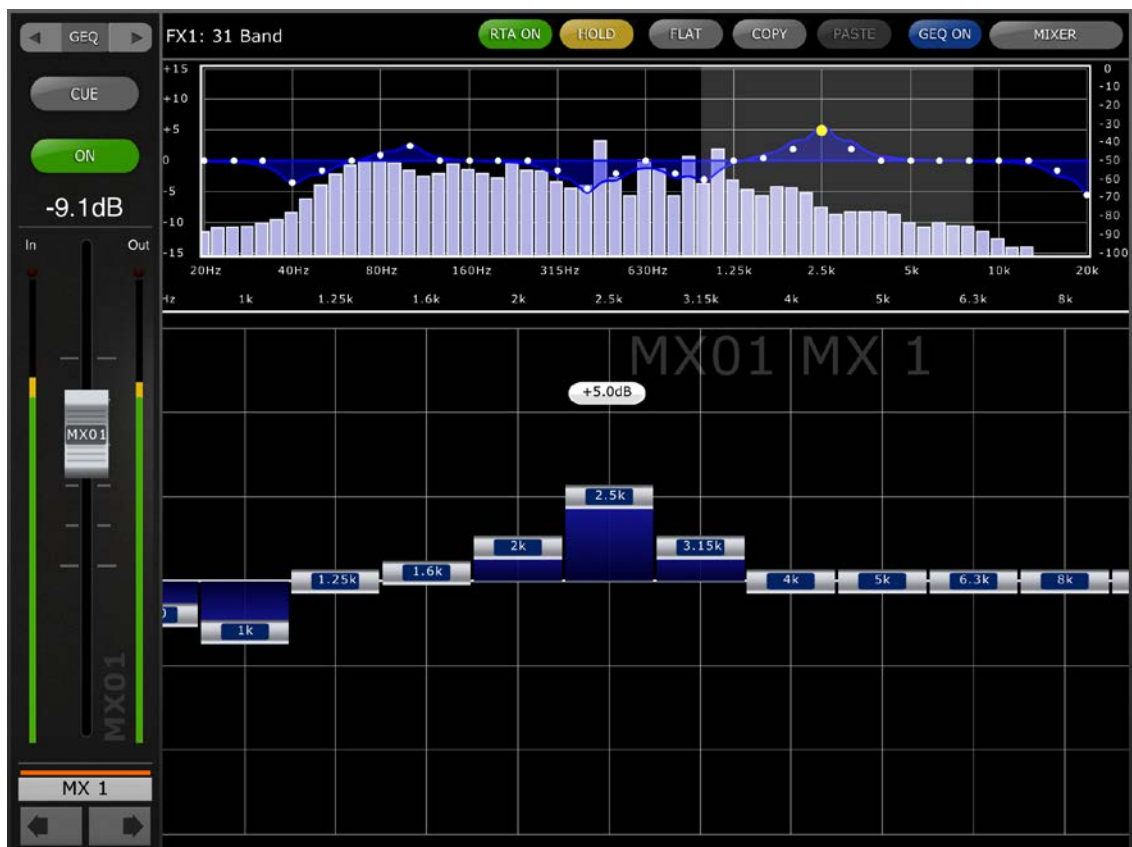 GEQ
FX1: 31 Band
RTA ON
HOLD
FLAT
COPY
PASTE
GEQ ON
MIXER
CUE
ON
-9.1dB
In
Out
MX01
MX01
MX 1
+15
+10
+5
0
-5
-10
-15
0
-10
-20
-30
-40
-50
-60
-70
-80
-90
-100
20Hz 40Hz 80Hz 160Hz 315Hz 630Hz 1.25k 2.5k 5k 10k 20k
Hz 1k 1.25k 1.6k 2k 2.5k 3.15k 4k 5k 6.3k 8k
MX01 MX 1
+5.0dB
2.5k
2k 3.15k
1.25k 1.6k 4k 5k 6.3k 8k
1k